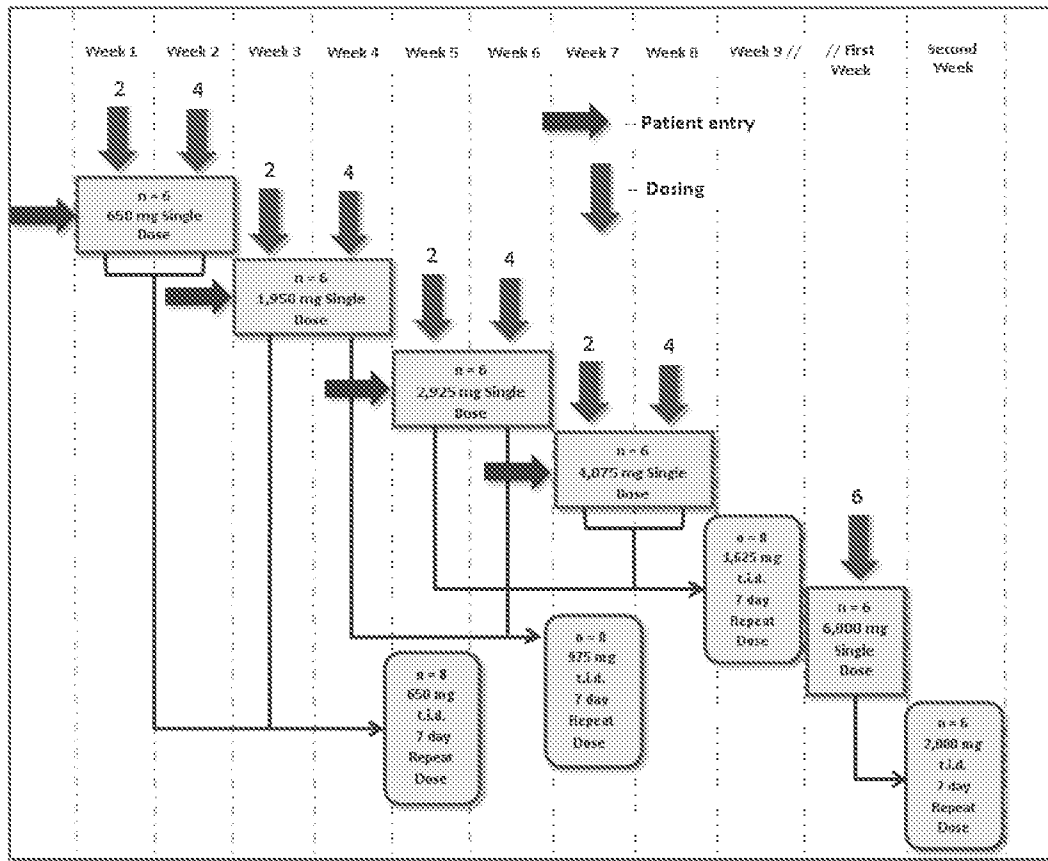 Week 1
Week 2
Week 3
Week 4
Week 5
Week 6
Week 7
Week 8
Week 9 //
// First
Week
Second
Week
2
4
-- Patient entry
-- Dosing
n = 6
650 mg Single
Dose
2
4
n = 6
1,950 mg Single
Dose
2
4
n = 6
2,925 mg Single
Dose
2
4
n = 6
mg Single
Dose
n = 8
1,625 mg
t.i.d.
7 day
Repeat
Dose
6
n = 6
6,000 mg
Single
Dose
n = 8
975 mg
t.i.d.
7 day
Repeat
Dose
n = 8
650 mg
t.i.d.
7 day
Repeat
Dose
n = 6
2,000 mg
t.i.d.
7 day
Repeat
Dose